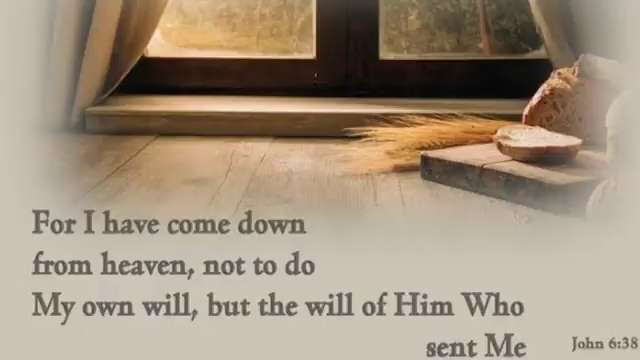 For I have come down
from heaven, not to do
My own will, but the will of Him Who
sent Me
John 6:38